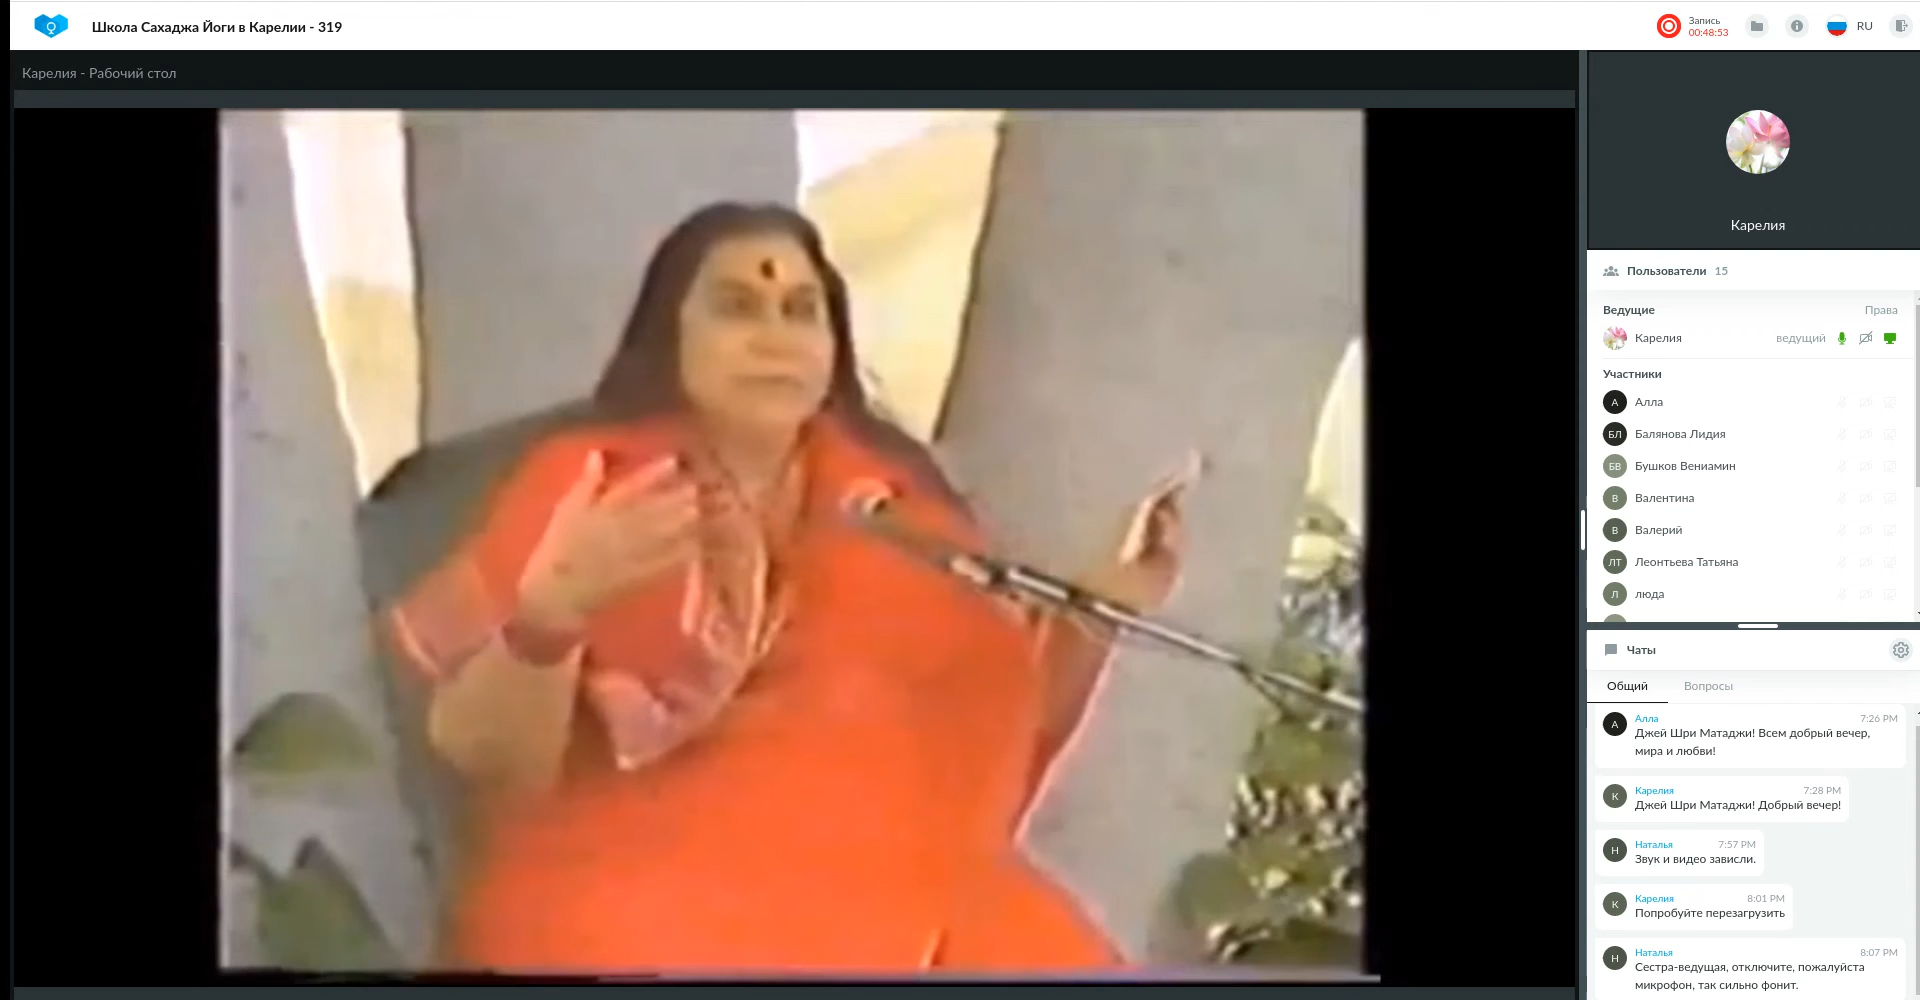 Школа Сахаджа Йоги в Карелии - 319
Запись
00:48:53
RU
Карелия - Рабочий стол
Карелия
Пользователи 15
Ведущие Права
Карелия ведущий
Участники
А Алла
БЛ Балянова Лидия
БВ Бушков Вениамин
В Валентина
В Валерий
ЛТ Леонтьева Татьяна
Л люда
Чаты
Общий Вопросы
А Алла 7:26 PM
Джей Шри Матаджи! Всем добрый вечер,
мира и любви!
К Карелия 7:28 PM
Джей Шри Матаджи! Добрый вечер!
Н Наталья 7:57 PM
Звук и видео зависли.
К Карелия 8:01 PM
Попробуйте перезагрузить
Н Наталья 8:07 PM
Сестра-ведущая, отключите, пожалуйста
микрофон, так сильно фонит.